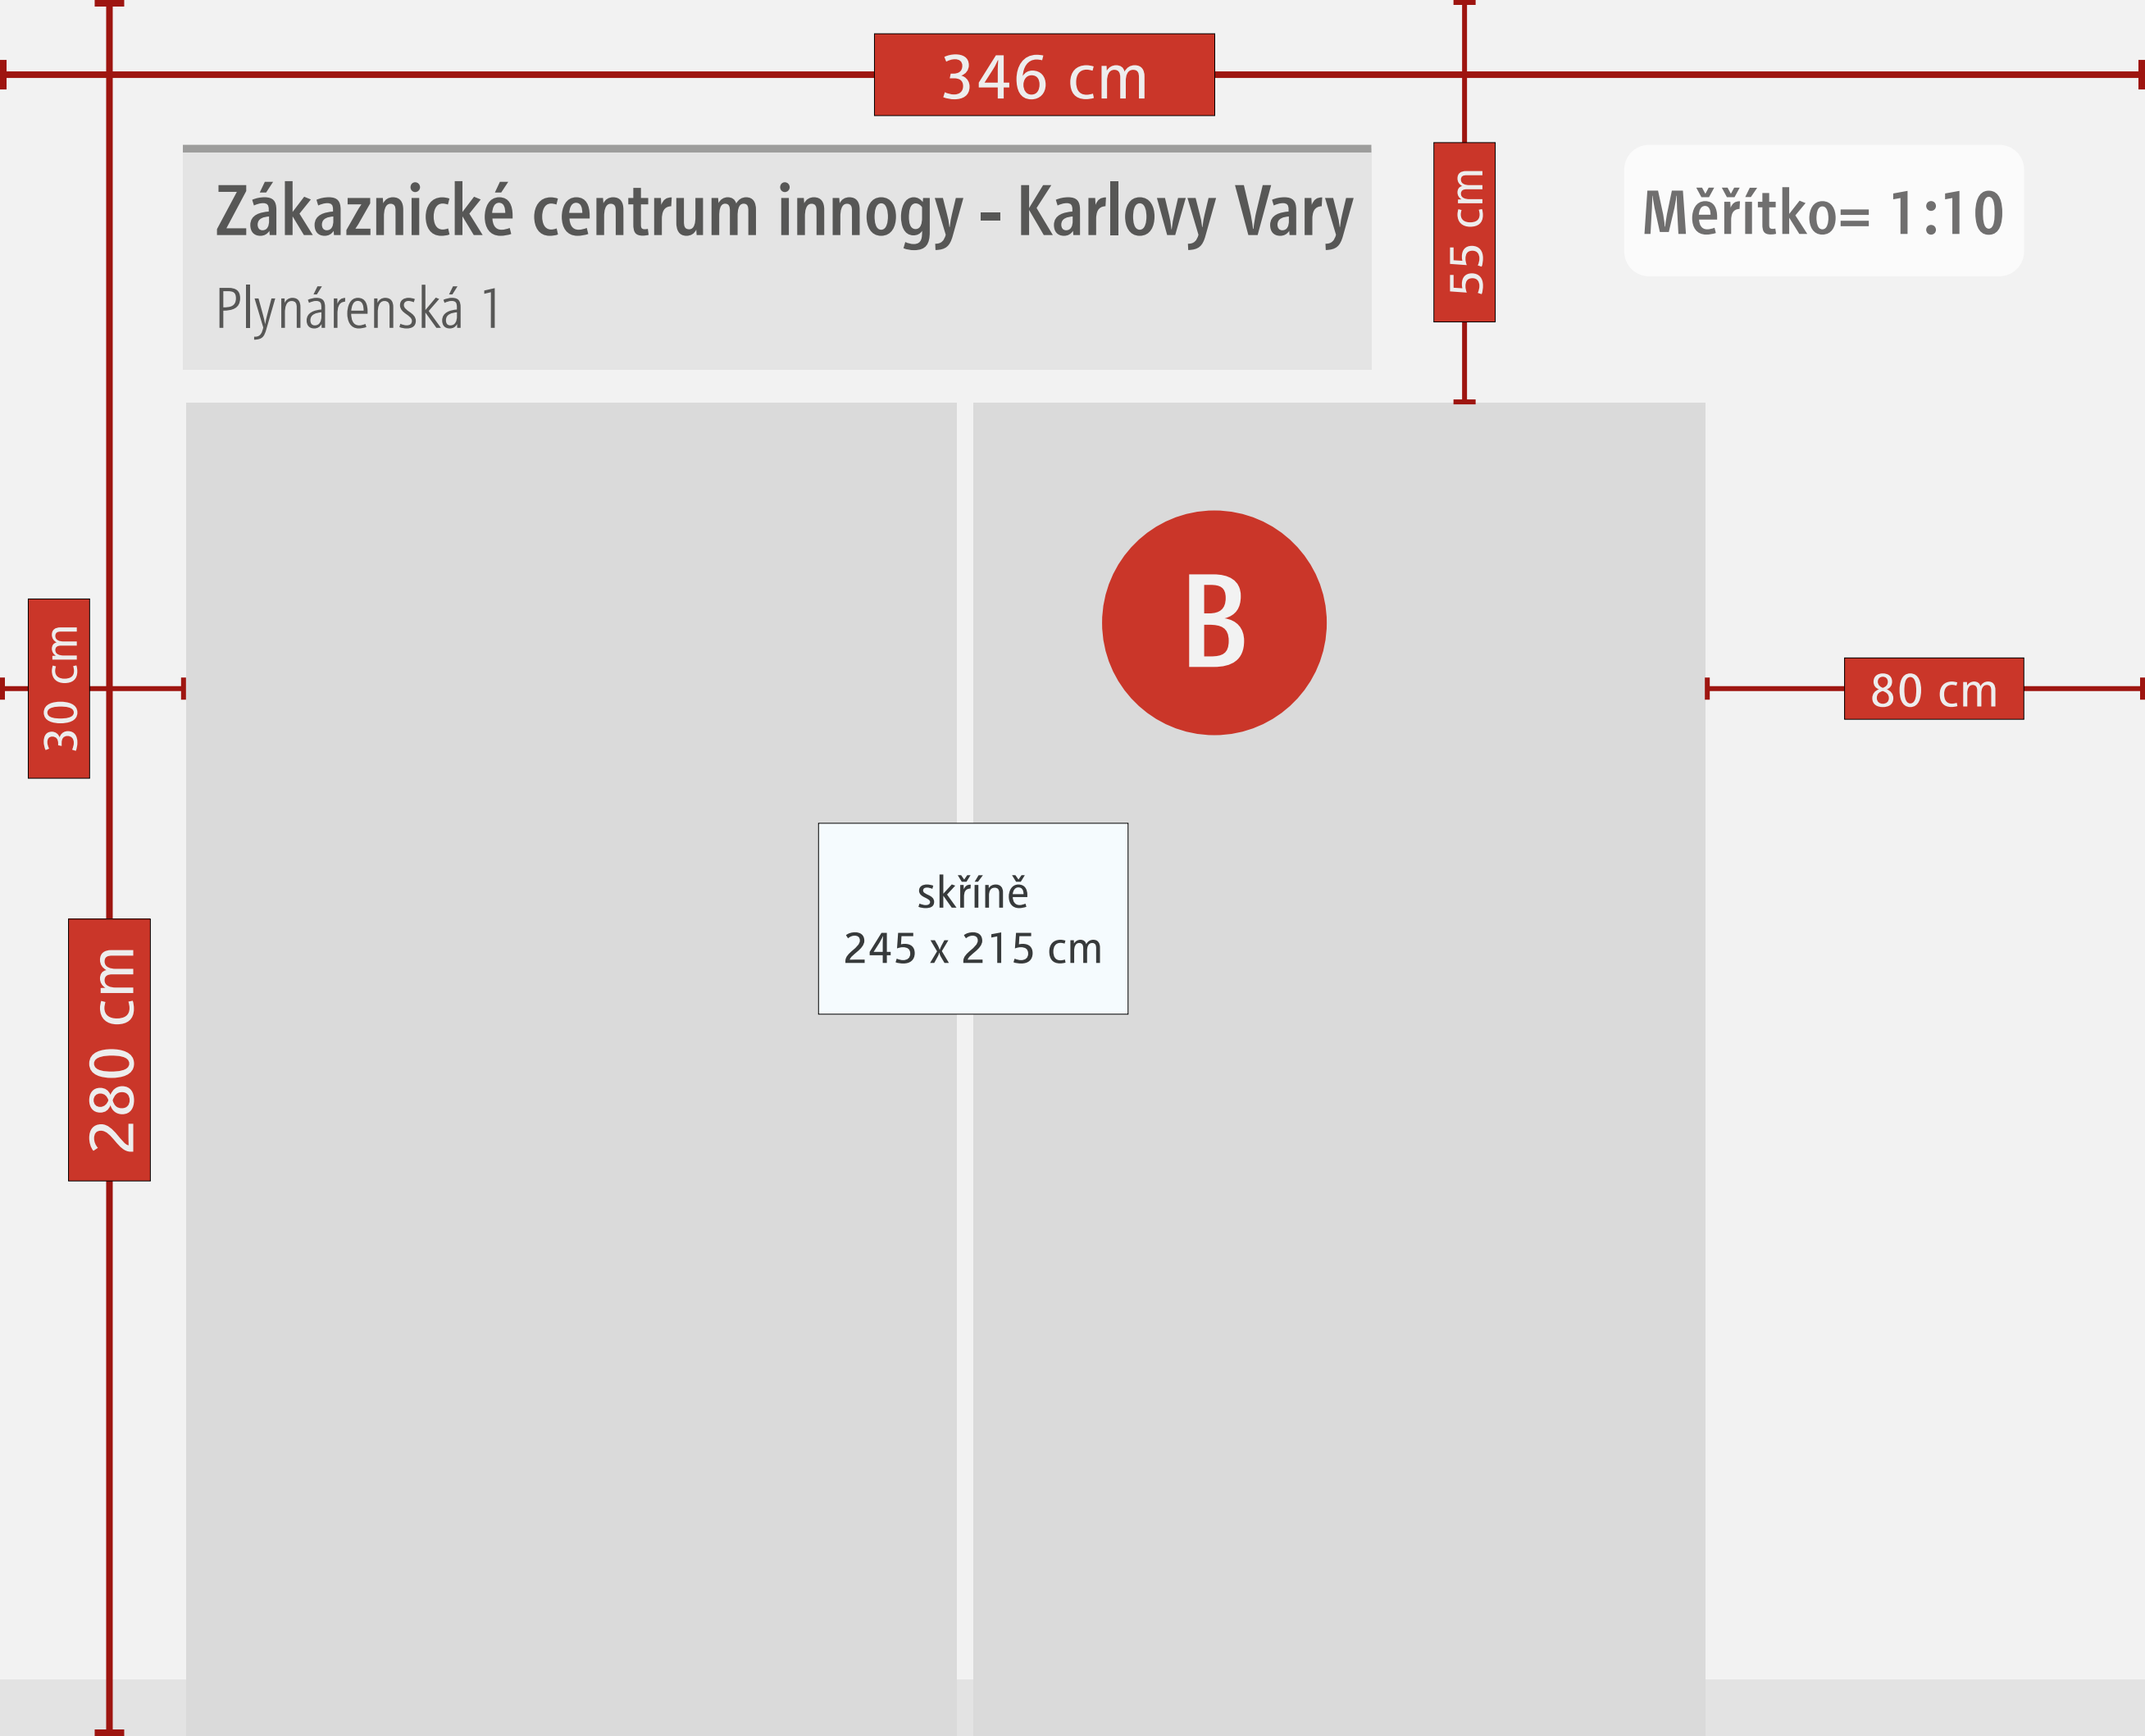 346 cm
Zákaznické centrum innogy - Karlovy Vary
Plynárenská 1
55 cm
Měřítko= 1:10
B
30 cm
80 cm
skříně
245 x 215 cm
280 cm